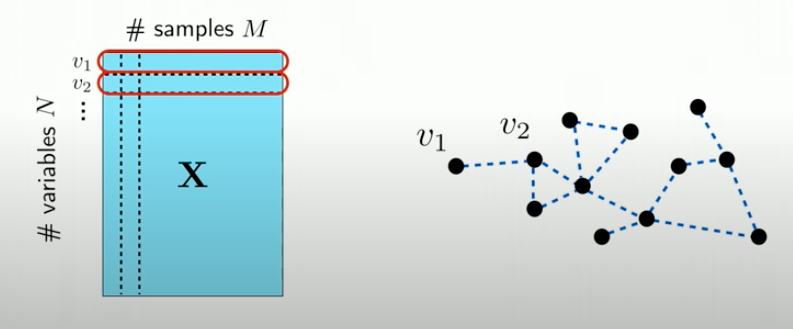 # samples M
v₁
v₂
...
# variables N
X
v₁
v₂